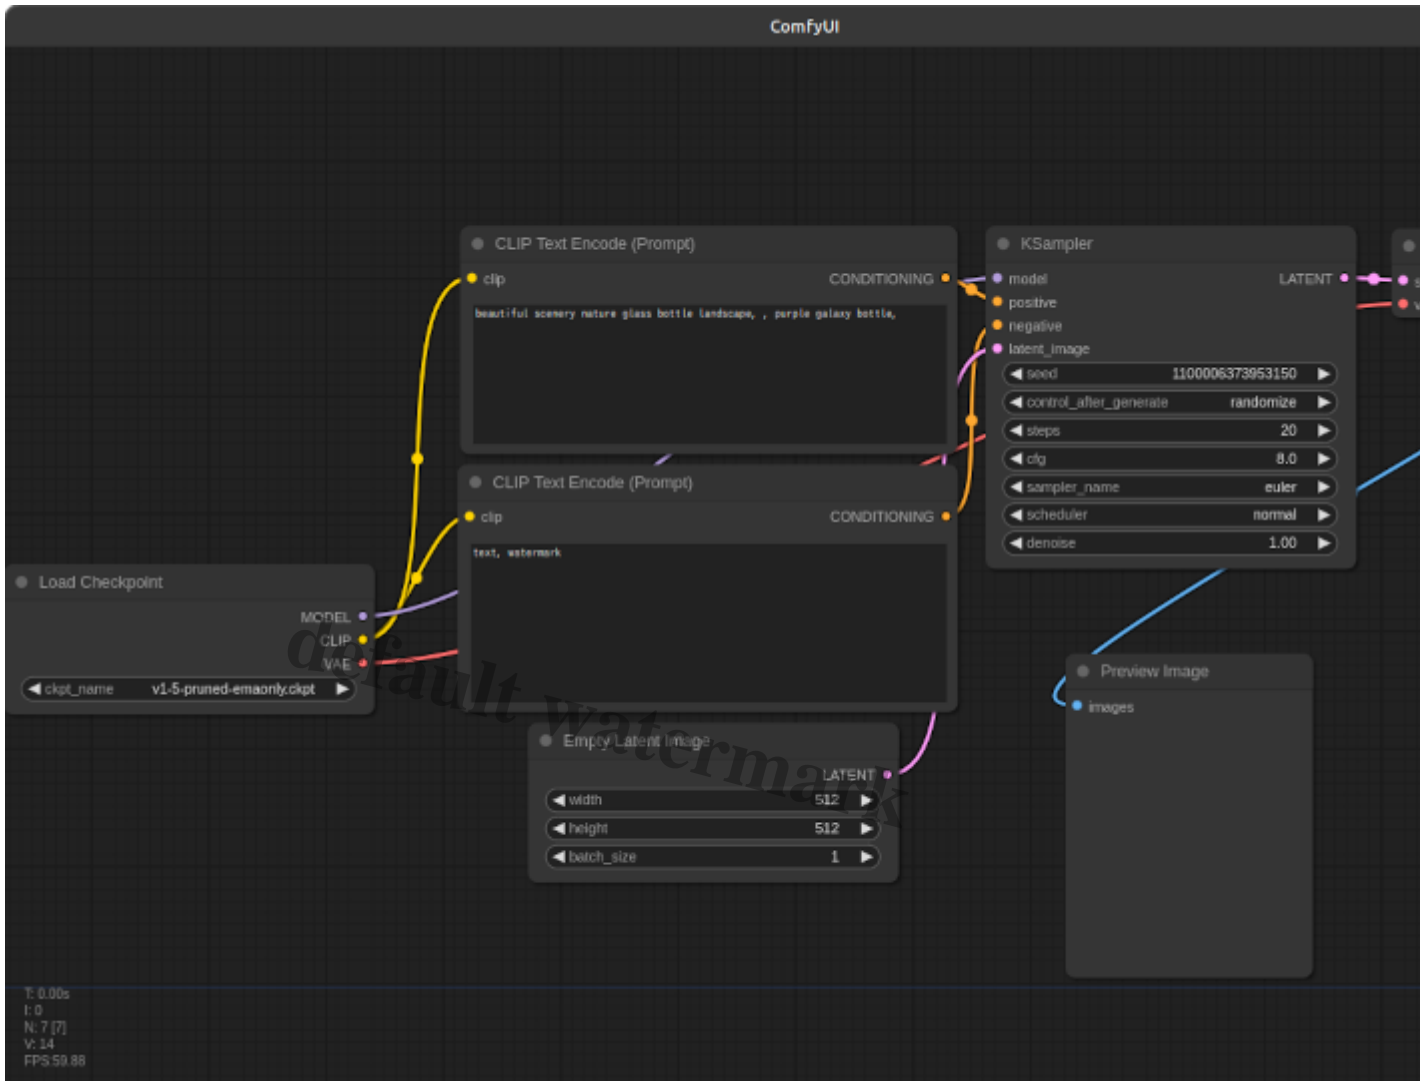 ComfyUI
CLIP Text Encode (Prompt)
clip
CONDITIONING
beautiful scenery nature glass bottle landscape, , purple galaxy bottle,
KSampler
model
LATENT
positive
negative
latent_image
seed 1100006373953150
control_after_generate randomize
steps 20
cfg 8.0
sampler_name euler
scheduler normal
denoise 1.00
CLIP Text Encode (Prompt)
clip
CONDITIONING
text, watermark
Load Checkpoint
MODEL
CLIP
VAE
ckpt_name v1-5-pruned-emaonly.ckpt
default watermark
Empty Latent Image
LATENT
width 512
height 512
batch_size 1
Preview Image
images
T: 0.00s
I: 0
N: 7 [7]
V: 14
FPS:59.88